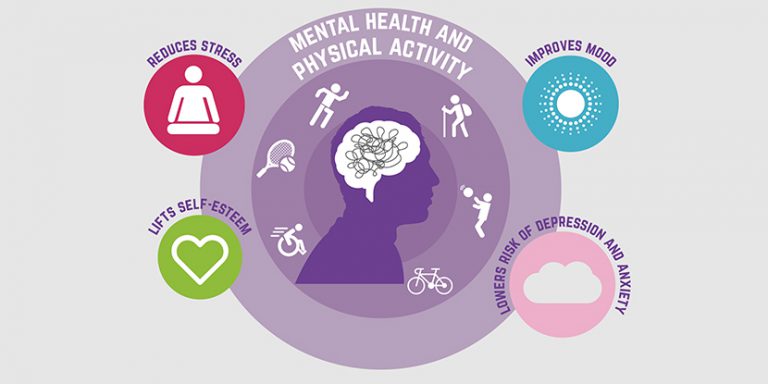 MENTAL HEALTH AND
PHYSICAL ACTIVITY
REDUCES STRESS
IMPROVES MOOD
LIFTS SELF-ESTEEM
LOWERS RISK OF DEPRESSION AND ANXIETY